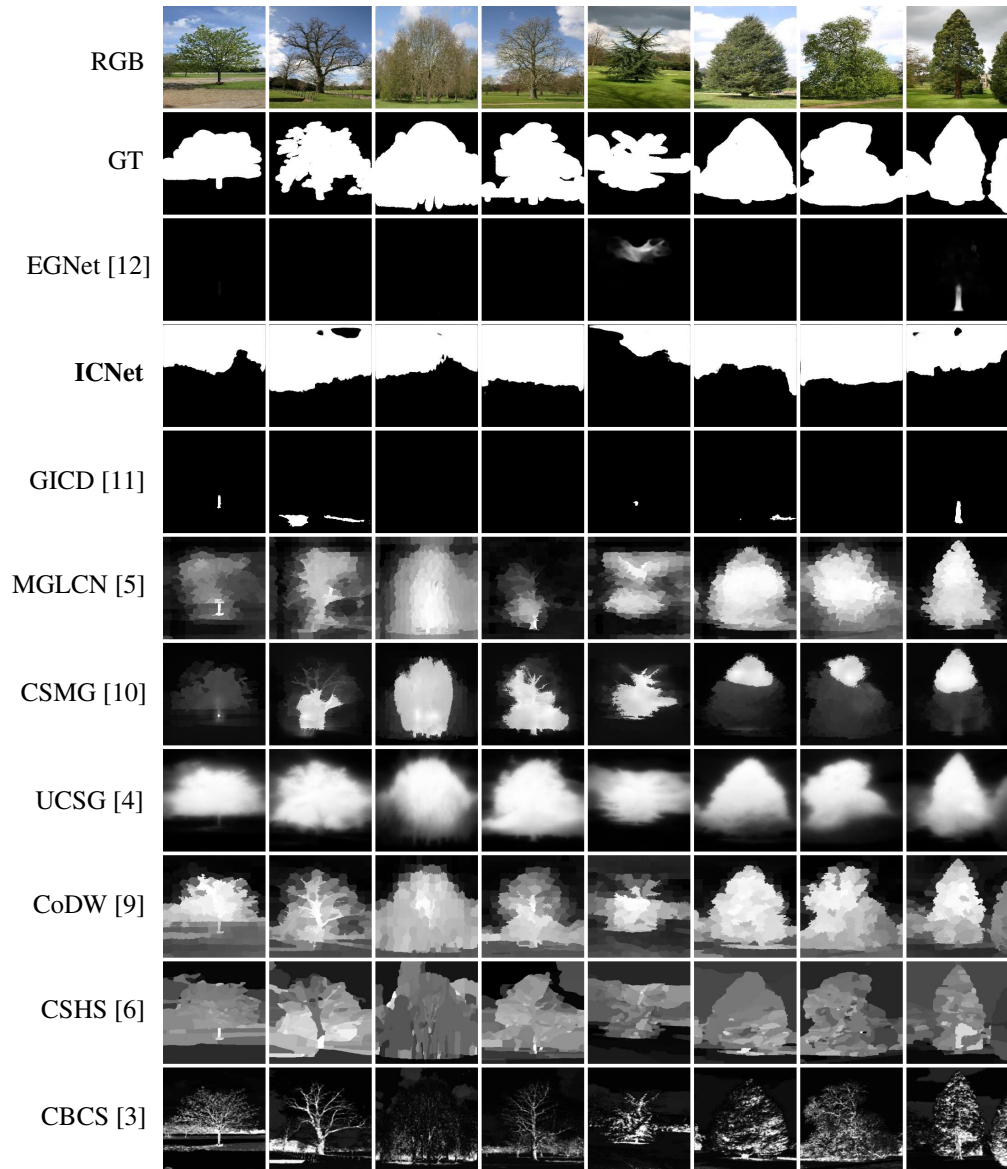 RGB
GT
EGNet [12]
ICNet
GICD [11]
MGLCN [5]
CSMG [10]
UCSG [4]
CoDW [9]
CSHS [6]
CBCS [3]